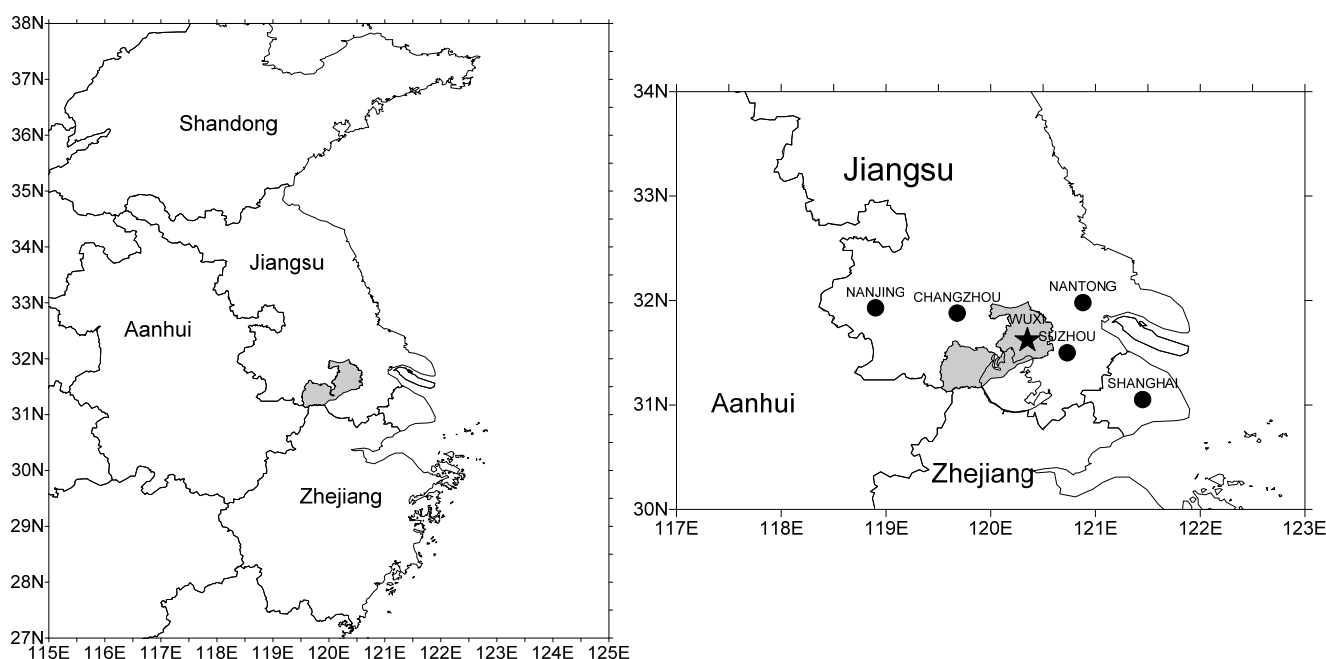 38N
37N
36N
35N
34N
33N
32N
31N
30N
29N
28N
27N
115E 116E 117E 118E 119E 120E 121E 122E 123E 124E 125E
Shandong
Jiangsu
Aanhui
Zhejiang
34N
33N
32N
31N
30N
117E 118E 119E 120E 121E 122E 123E
Jiangsu
NANJING
CHANGZHOU
NANTONG
WUXI
SUZHOU
SHANGHAI
Aanhui
Zhejiang